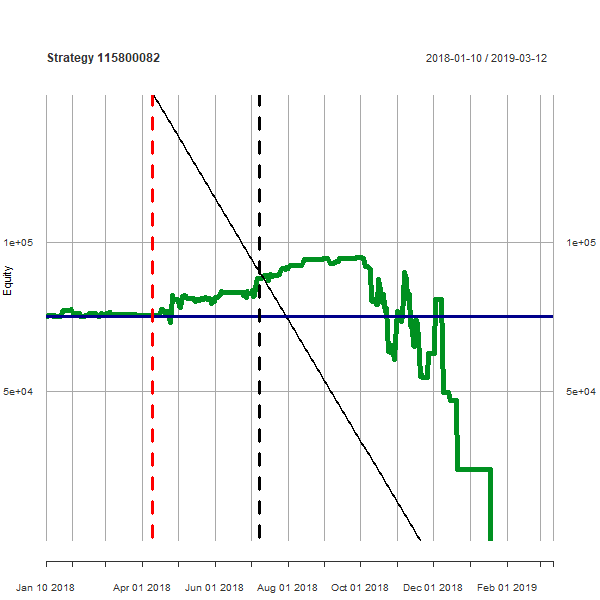 Strategy 115800082
2018-01-10 / 2019-03-12
1e+05
1e+05
Equity
5e+04
5e+04
Jan 10 2018
Apr 01 2018
Jun 01 2018
Aug 01 2018
Oct 01 2018
Dec 01 2018
Feb 01 2019